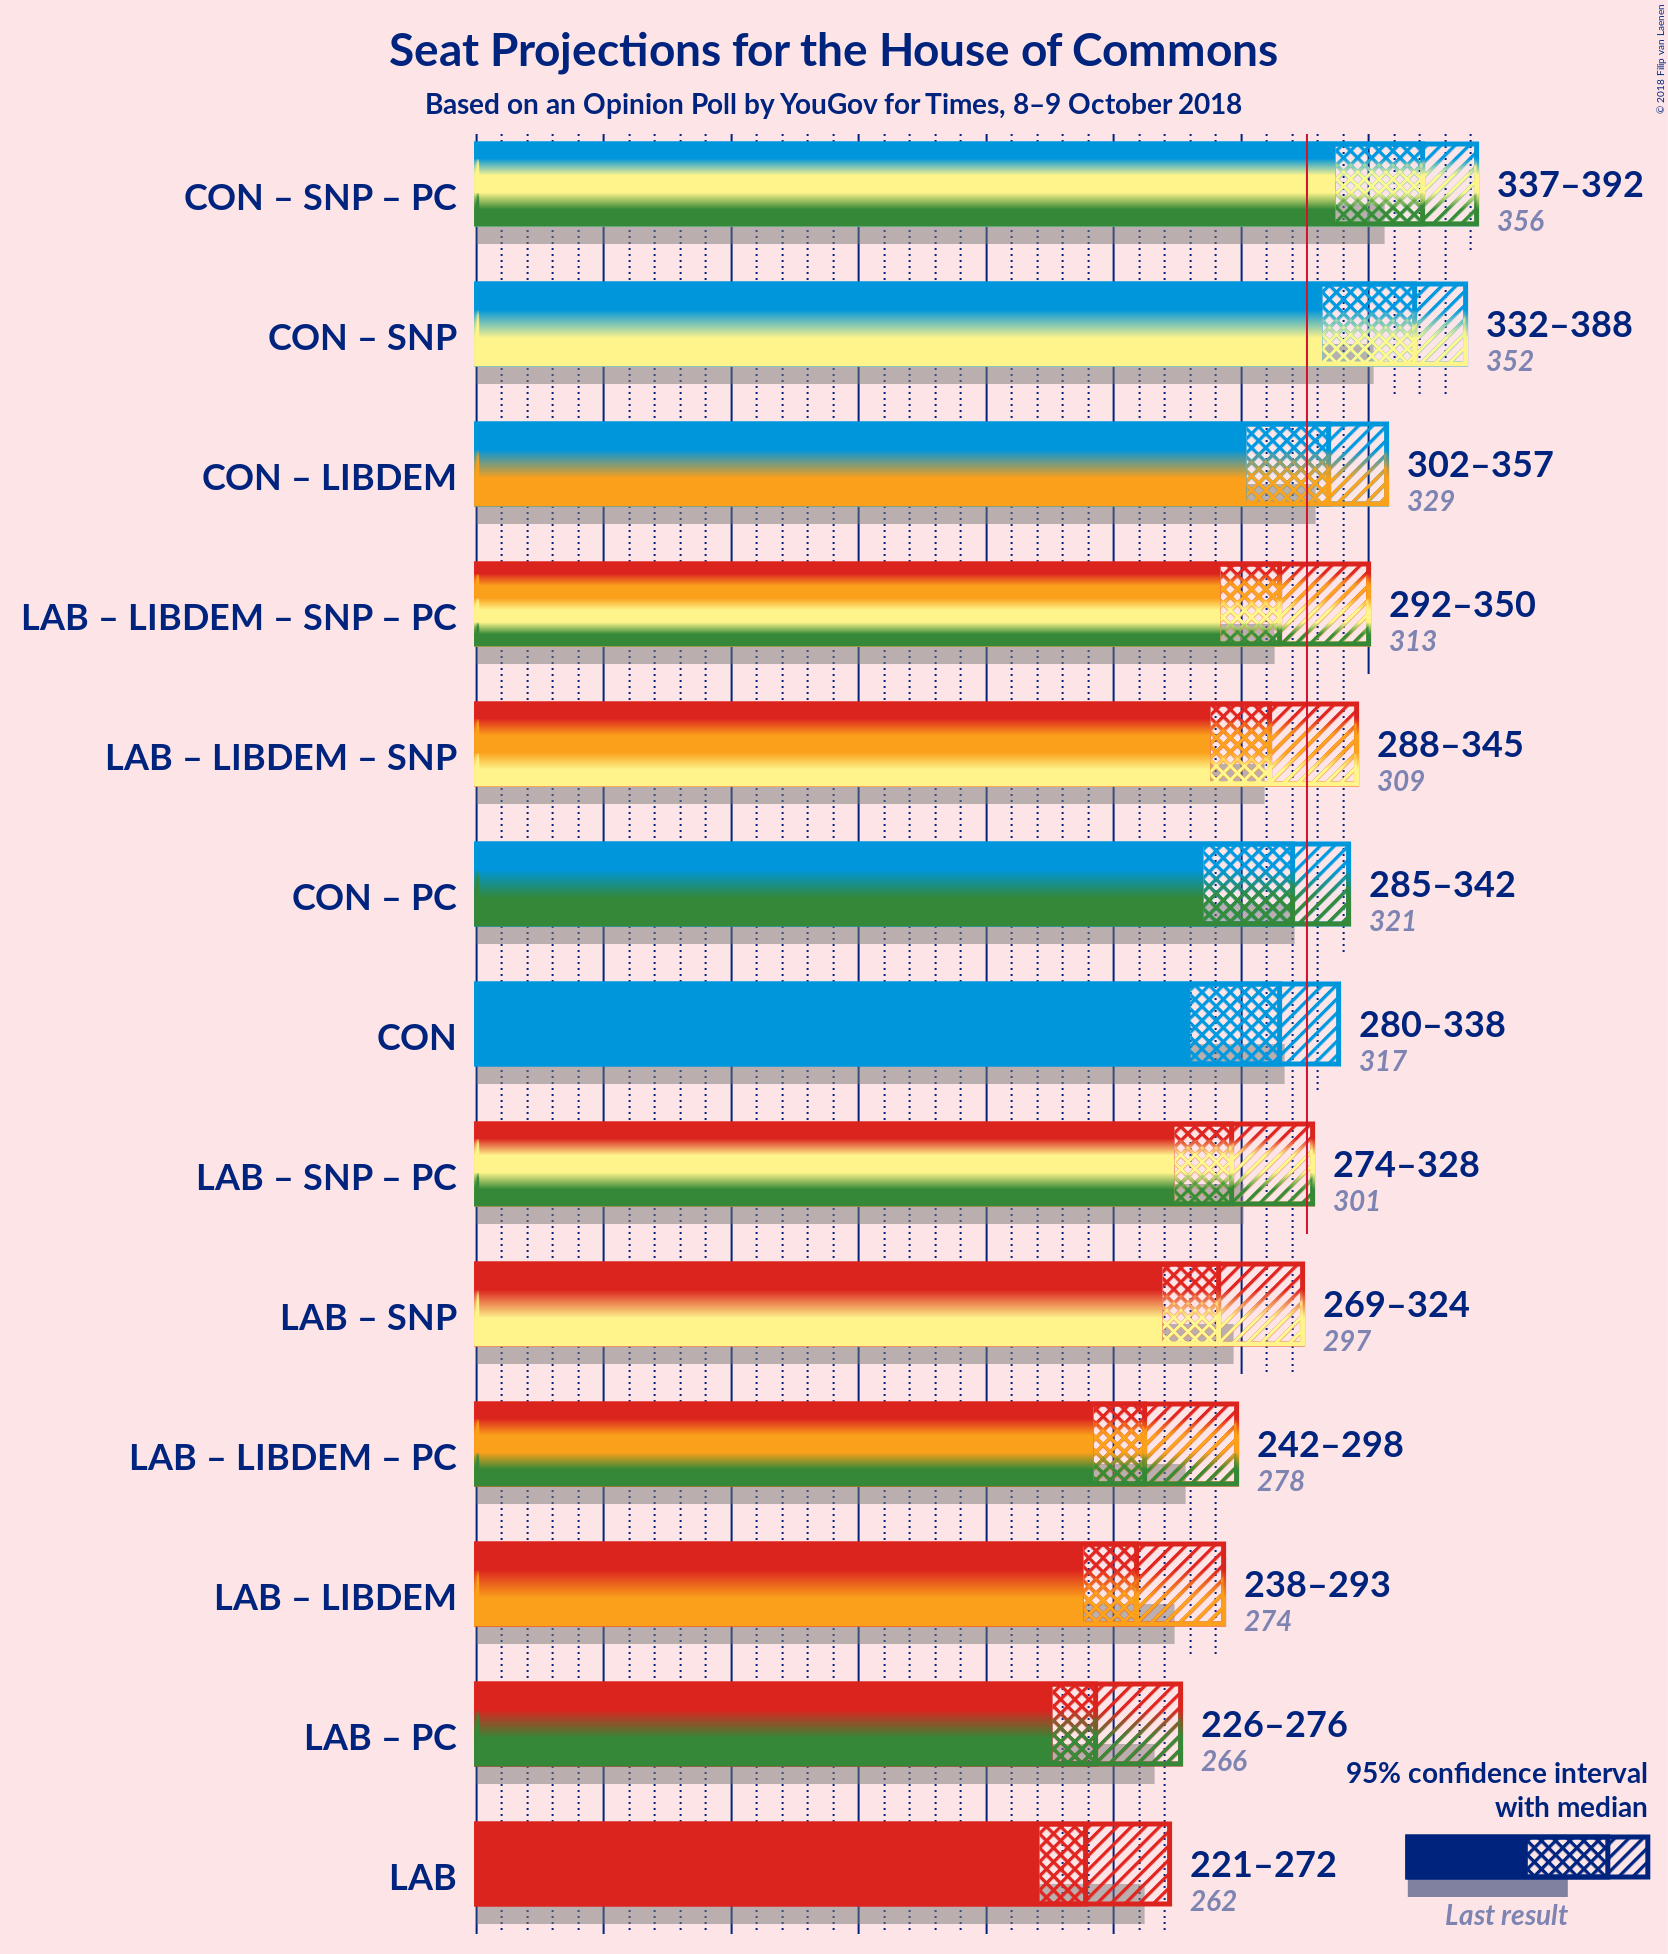 Seat Projections for the House of Commons
Based on an Opinion Poll by YouGov for Times, 8–9 October 2018
© 2018 Filip van Laenen
CON – SNP – PC
337–392
356
CON – SNP
332–388
352
CON – LIBDEM
302–357
329
LAB – LIBDEM – SNP – PC
292–350
313
LAB – LIBDEM – SNP
288–345
309
CON – PC
285–342
321
CON
280–338
317
LAB – SNP – PC
274–328
301
LAB – SNP
269–324
297
LAB – LIBDEM – PC
242–298
278
LAB – LIBDEM
238–293
274
LAB – PC
226–276
266
LAB
221–272
262
95% confidence interval
with median
Last result